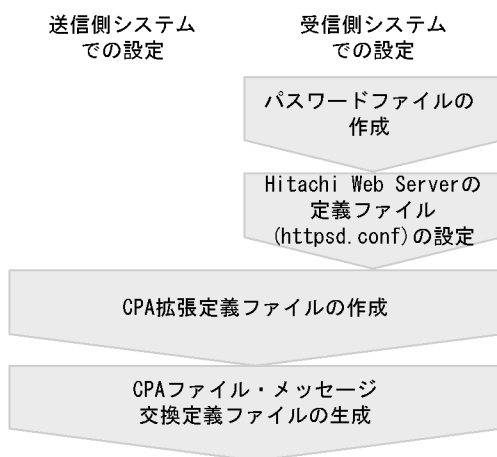 送信側システム
での設定
受信側システム
での設定
パスワードファイルの
作成
Hitachi Web Serverの
定義ファイル
(httpsd.conf)の設定
CPA拡張定義ファイルの作成
CPAファイル・メッセージ
交換定義ファイルの生成